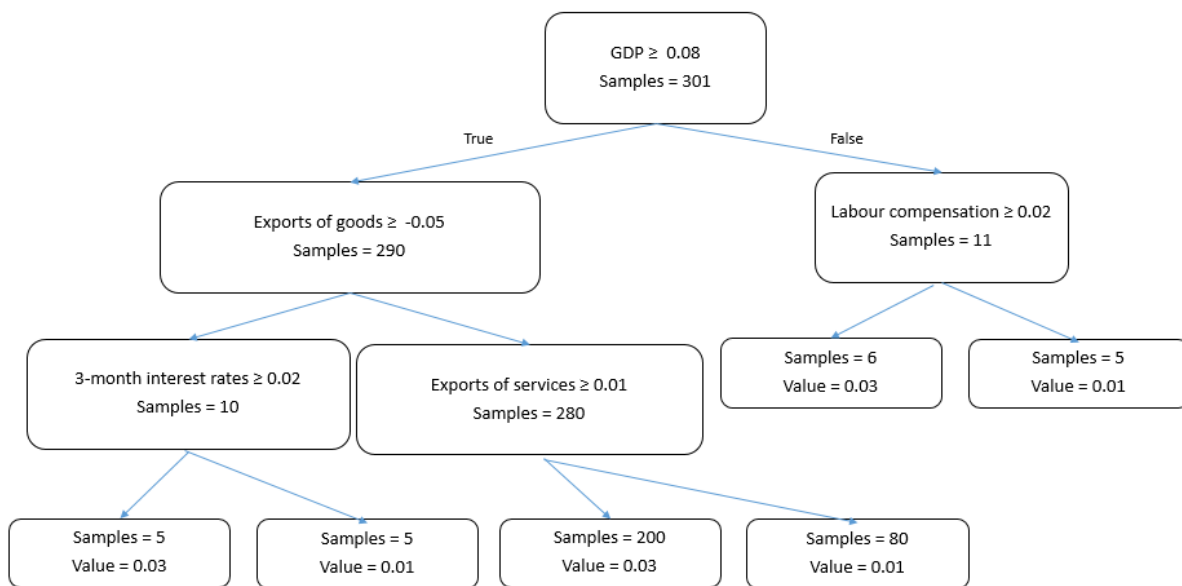 GDP ≥ 0.08
Samples = 301
True
False
Exports of goods ≥ -0.05
Samples = 290
Labour compensation ≥ 0.02
Samples = 11
3-month interest rates ≥ 0.02
Samples = 10
Exports of services ≥ 0.01
Samples = 280
Samples = 6
Value = 0.03
Samples = 5
Value = 0.01
Samples = 5
Value = 0.03
Samples = 5
Value = 0.01
Samples = 200
Value = 0.03
Samples = 80
Value = 0.01